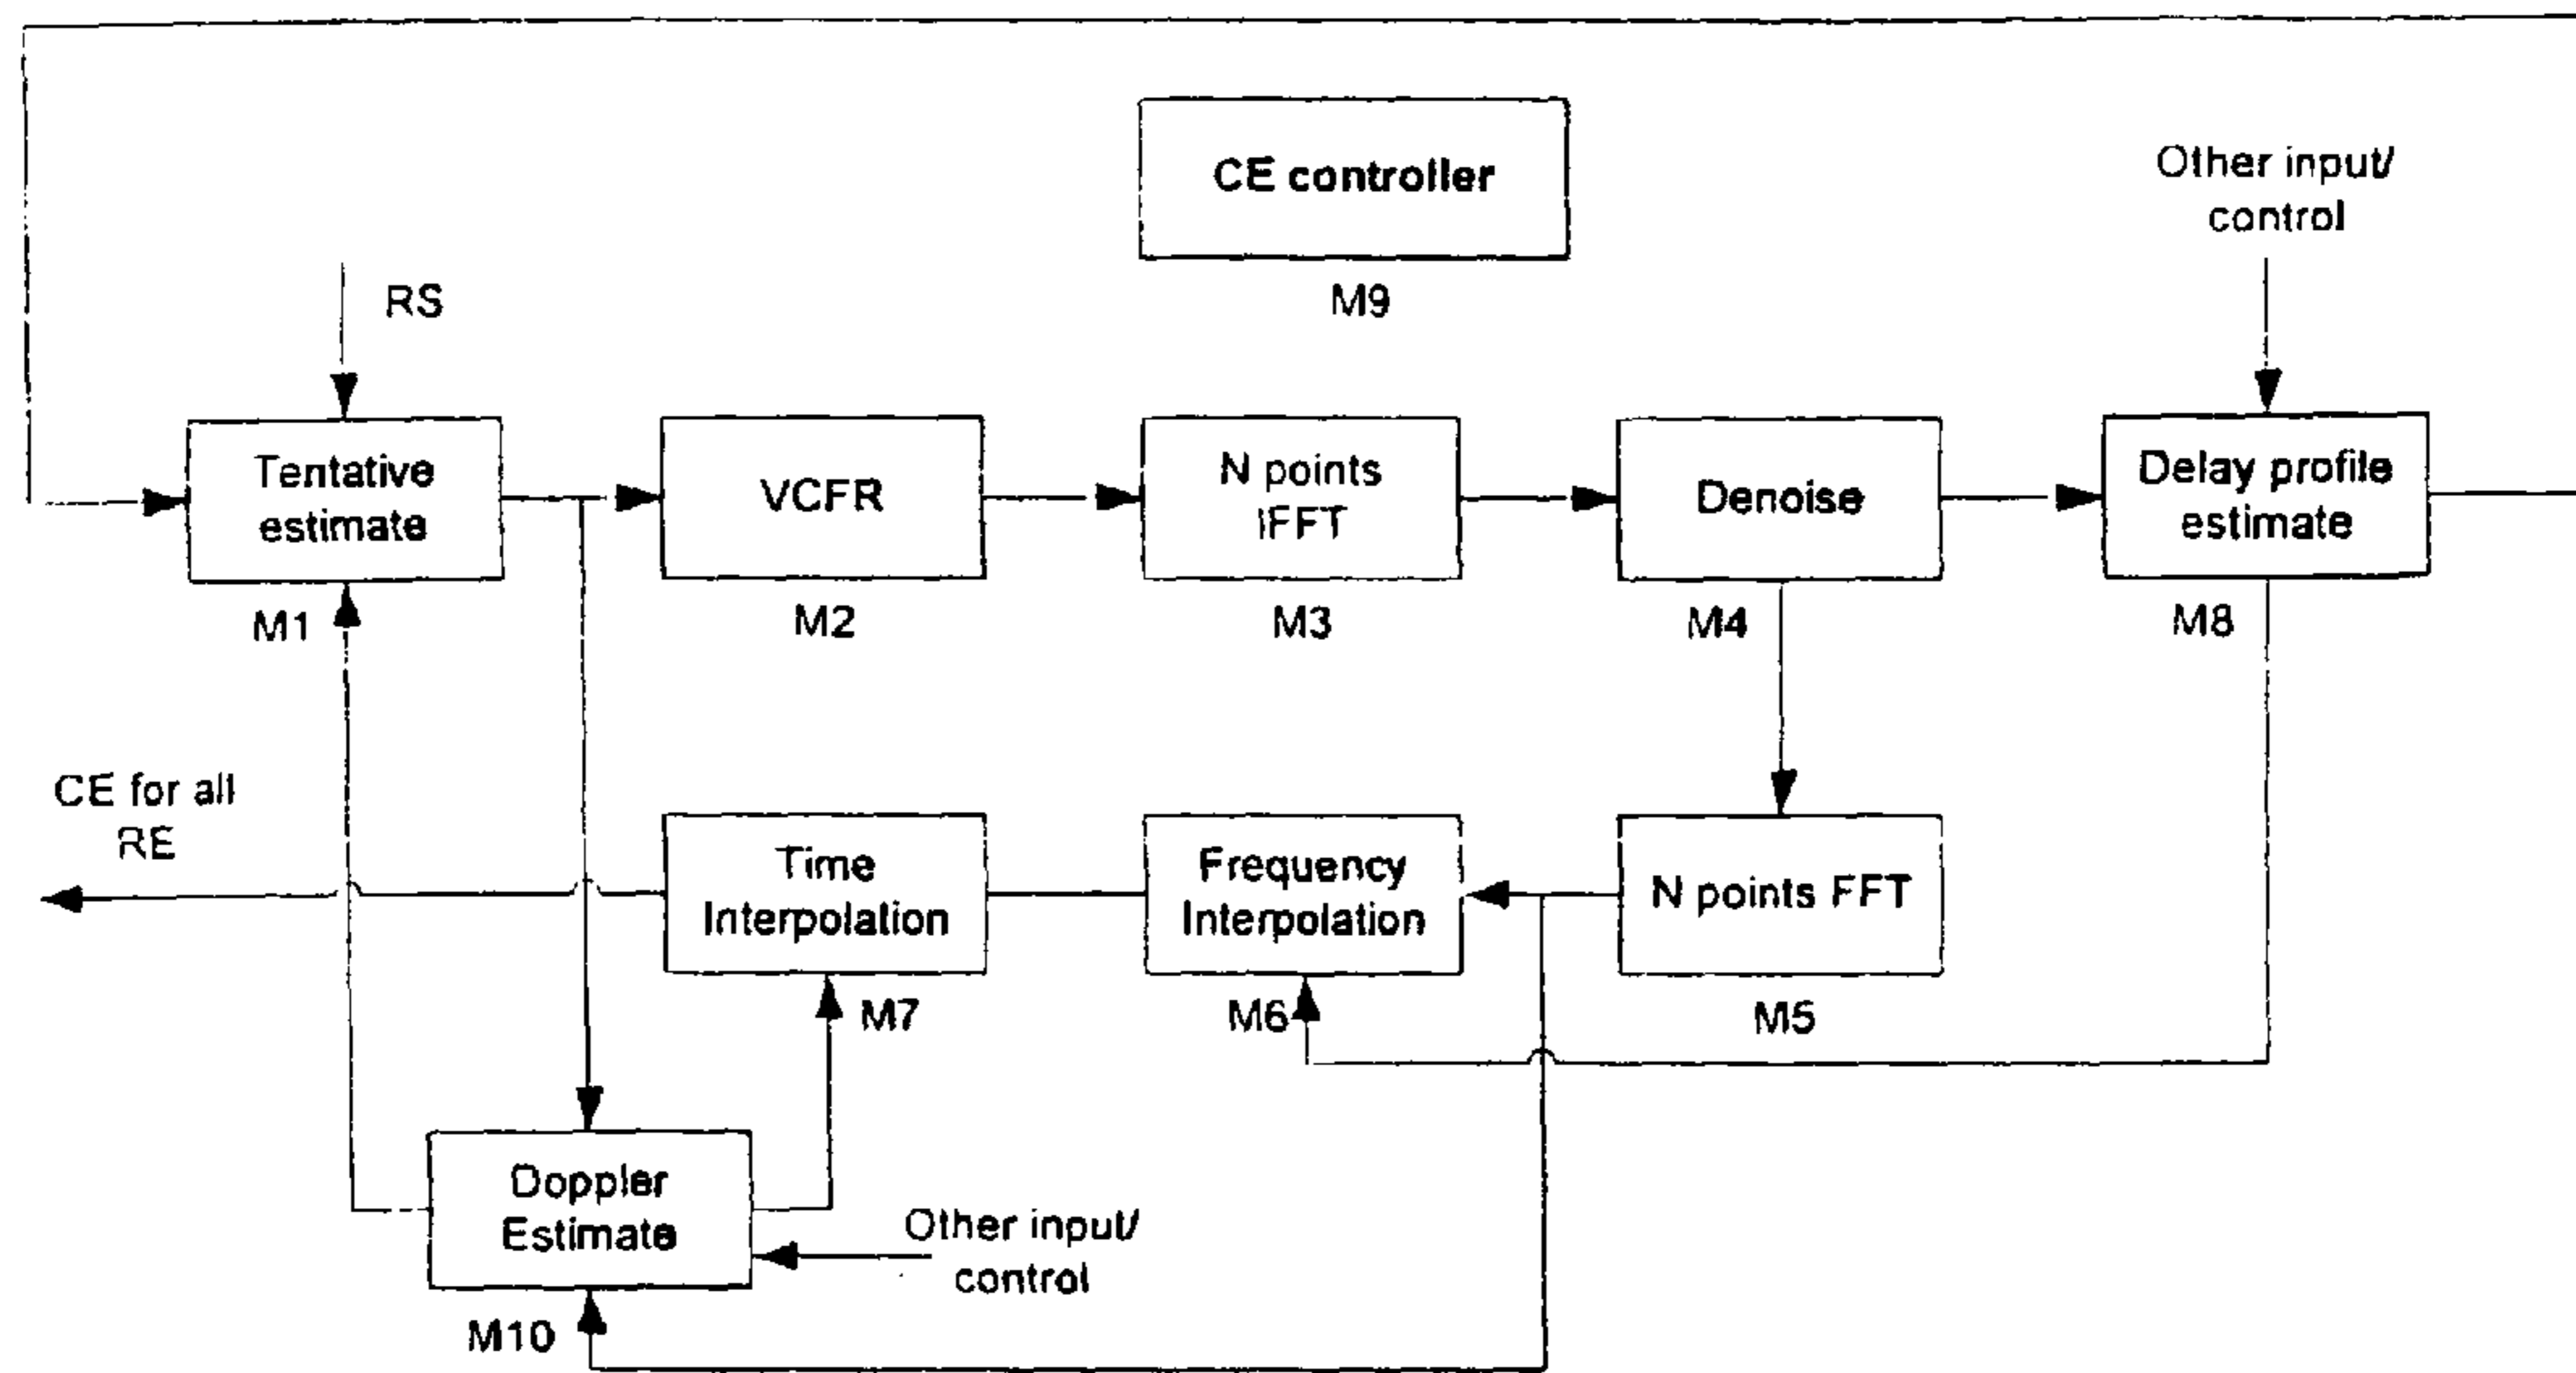 CE controller
M9
Other input/
control
RS
Tentative
estimate
M1
VCFR
M2
N points
IFFT
M3
Denoise
M4
Delay profile
estimate
M8
CE for all
RE
Time
Interpolation
M7
Frequency
Interpolation
M6
N points FFT
M5
Doppler
Estimate
M10
Other input/
control